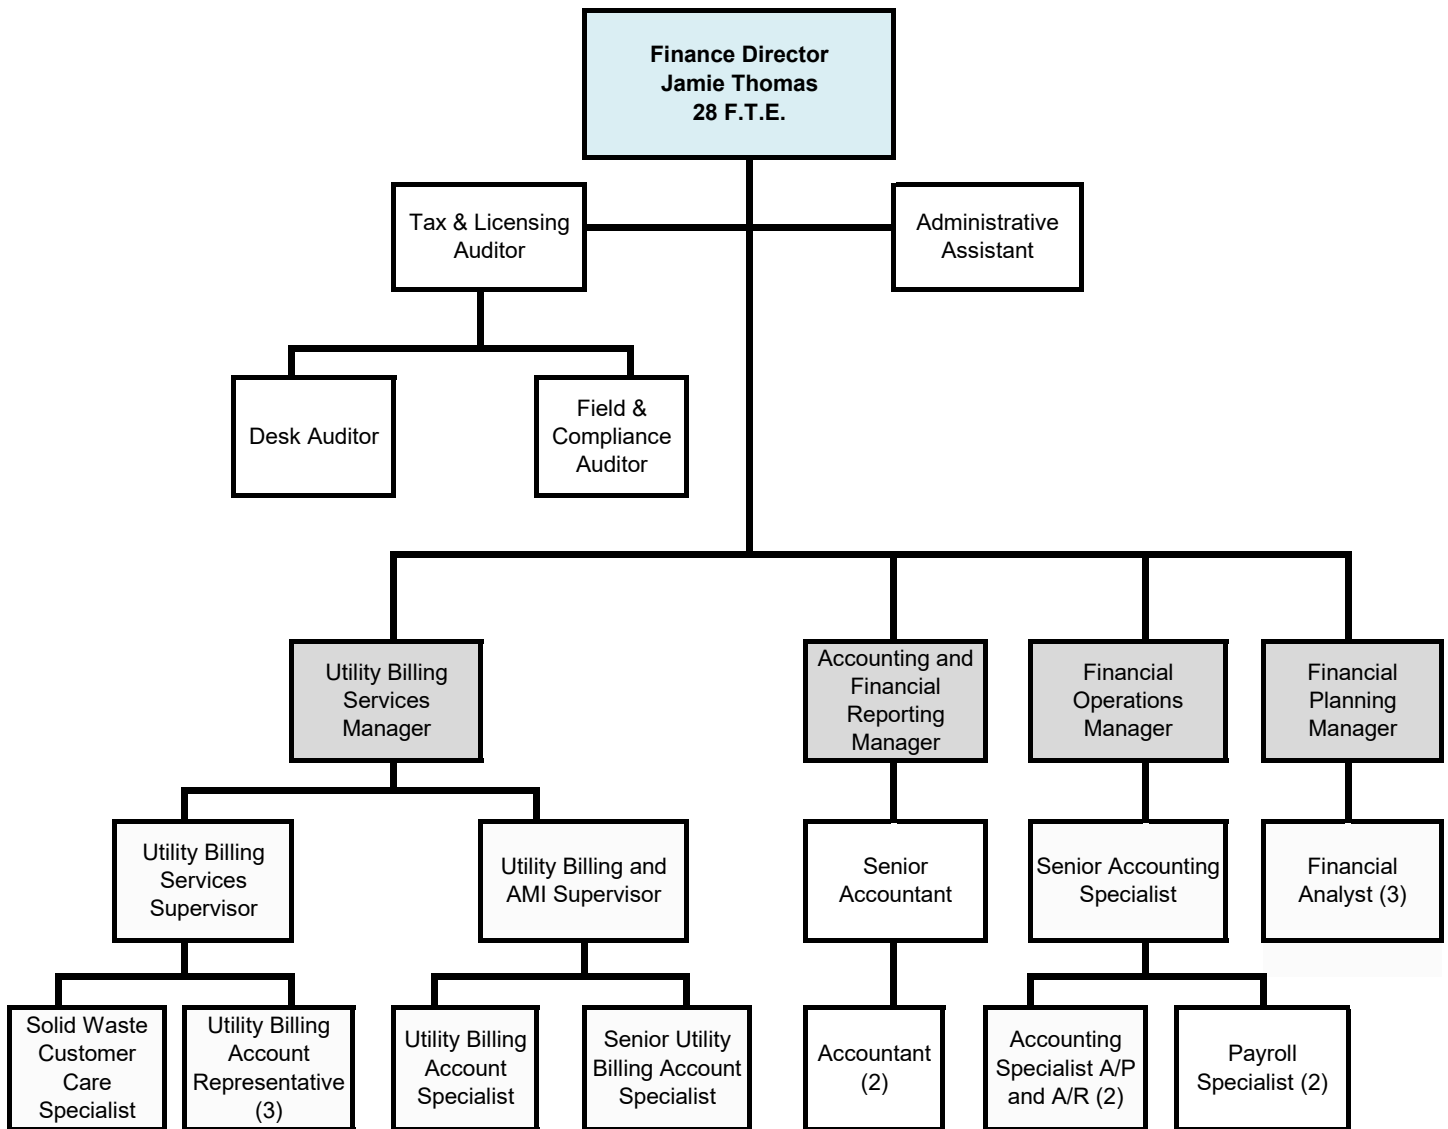 Finance Director
Jamie Thomas
28 F.T.E.
Tax & Licensing
Auditor
Administrative
Assistant
Desk Auditor
Field &
Compliance
Auditor
Utility Billing
Services
Manager
Accounting and
Financial
Reporting
Manager
Financial
Operations
Manager
Financial
Planning
Manager
Utility Billing
Services
Supervisor
Utility Billing and
AMI Supervisor
Senior
Accountant
Senior Accounting
Specialist
Financial
Analyst (3)
Solid Waste
Customer
Care
Specialist
Utility Billing
Account
Representative
(3)
Utility Billing
Account
Specialist
Senior Utility
Billing Account
Specialist
Accountant
(2)
Accounting
Specialist A/P
and A/R (2)
Payroll
Specialist (2)